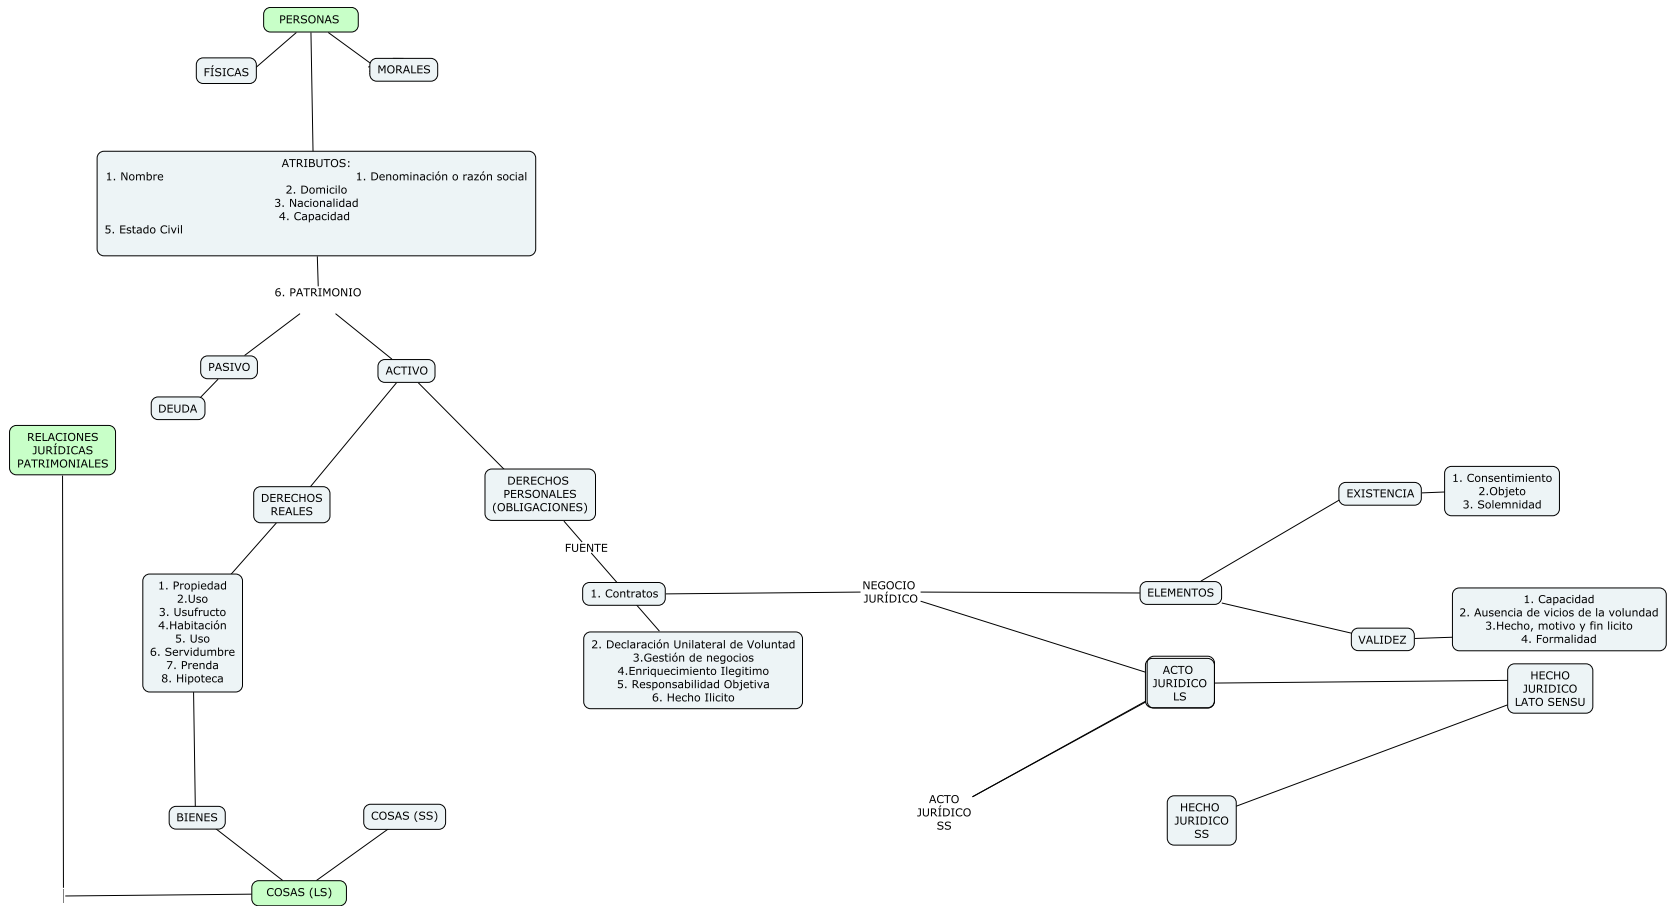 PERSONAS
FÍSICAS
MORALES
ATRIBUTOS:
1. Nombre 1. Denominación o razón social
2. Domicilo
3. Nacionalidad
4. Capacidad
5. Estado Civil
6. PATRIMONIO
PASIVO
ACTIVO
DEUDA
RELACIONES
JURÍDICAS
PATRIMONIALES
DERECHOS
REALES
DERECHOS
PERSONALES
(OBLIGACIONES)
FUENTE
1. Propiedad
2.Uso
3. Usufructo
4.Habitación
5. Uso
6. Servidumbre
7. Prenda
8. Hipoteca
1. Contratos
2. Declaración Unilateral de Voluntad
3.Gestión de negocios
4.Enriquecimiento Ilegitimo
5. Responsabilidad Objetiva
6. Hecho Ilicito
NEGOCIO
JURÍDICO
ELEMENTOS
EXISTENCIA
1. Consentimiento
2.Objeto
3. Solemnidad
VALIDEZ
1. Capacidad
2. Ausencia de vicios de la volundad
3.Hecho, motivo y fin licito
4. Formalidad
ACTO
JURIDICO
LS
HECHO
JURIDICO
LATO SENSU
ACTO
JURÍDICO
SS
HECHO
JURIDICO
SS
BIENES
COSAS (SS)
COSAS (LS)